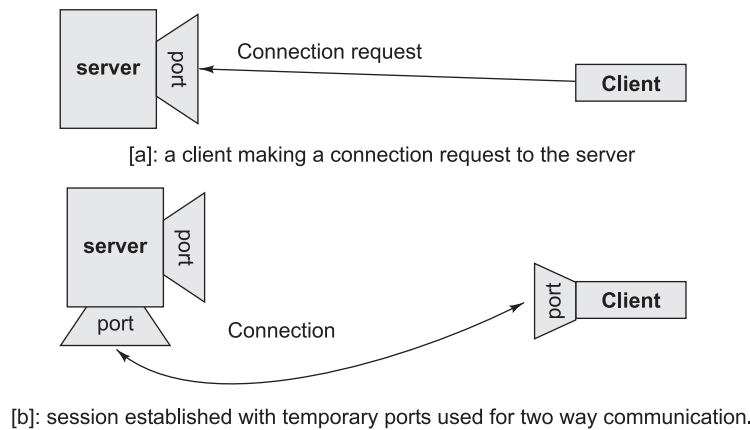 server
port
Connection request
Client
[a]: a client making a connection request to the server
server
port
port
Connection
port
Client
[b]: session established with temporary ports used for two way communication.